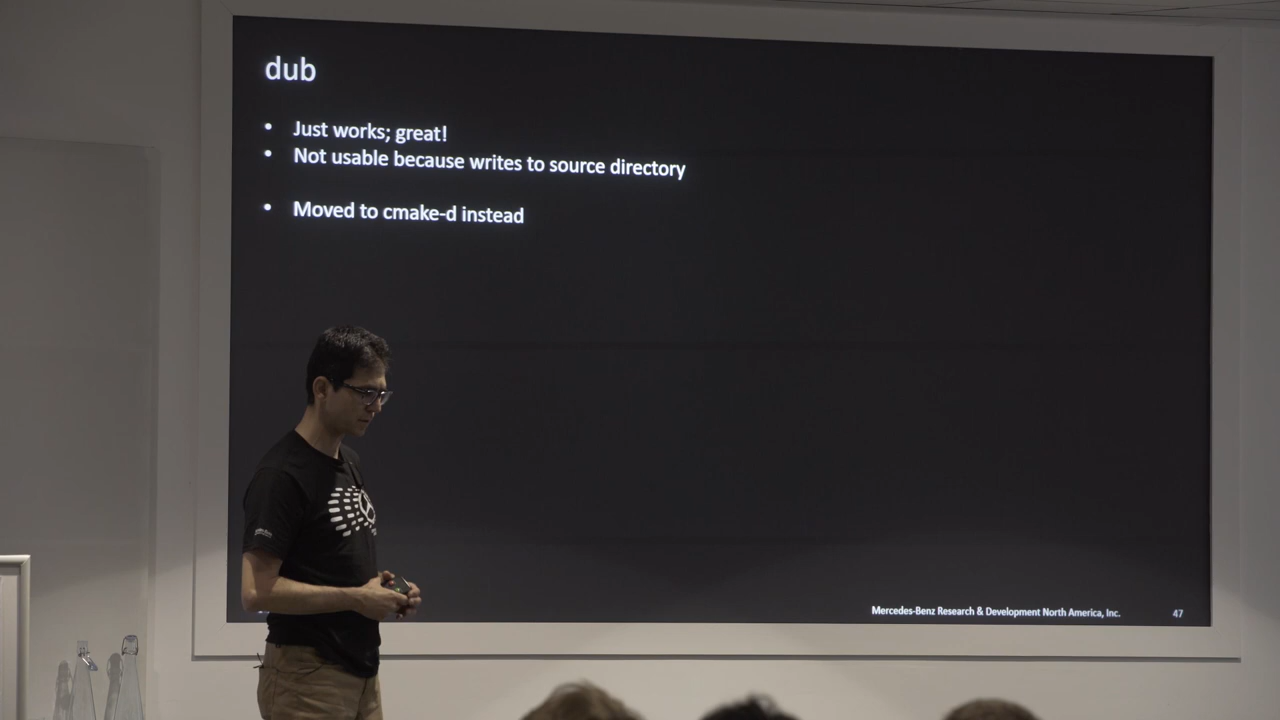 dub
• Just works; great!
• Not usable because writes to source directory
• Moved to cmake-d instead
Mercedes-Benz Research & Development North America, Inc.
47